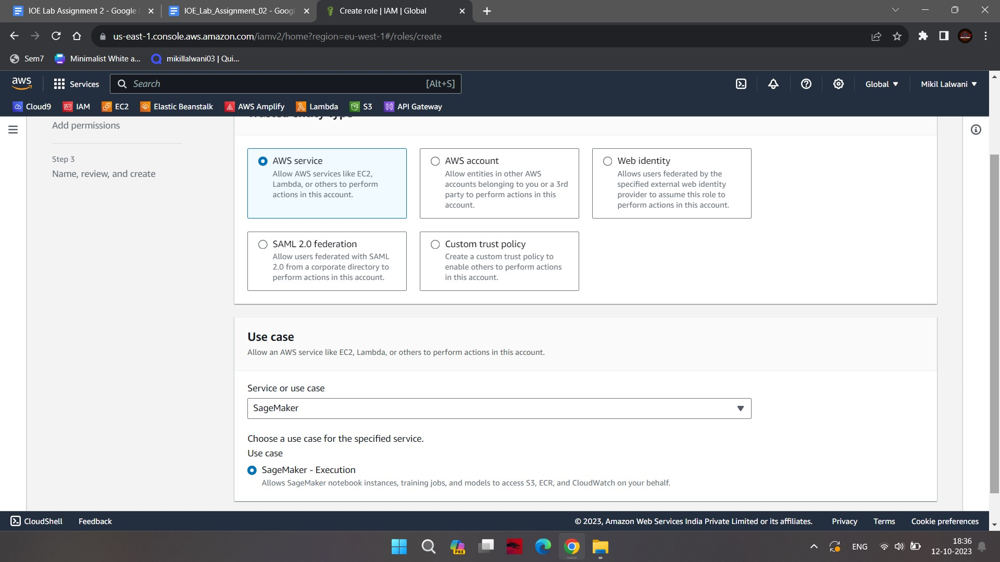 IOE Lab Assignment 2 - Google
IOE_Lab_Assignment_02 - Goog
Create role | IAM | Global
us-east-1.console.aws.amazon.com/iamv2/home?region=eu-west-1#/roles/create
Sem7
Minimalist White a...
mikillalwani03 | Qui...
aws
Services
Search
[Alt+S]
Global
Mikil Lalwani
Cloud9
IAM
EC2
Elastic Beanstalk
AWS Amplify
Lambda
S3
API Gateway
Add permissions
Step 3
Name, review, and create
Trusted entity type
AWS service
Allow AWS services like EC2,
Lambda, or others to perform
actions in this account.
AWS account
Allow entities in other AWS
accounts belonging to you or a 3rd
party to perform actions in this
account.
Web identity
Allows users federated by the
specified external web identity
provider to assume this role to
perform actions in this account.
SAML 2.0 federation
Allow users federated with SAML
2.0 from a corporate directory to
perform actions in this account.
Custom trust policy
Create a custom trust policy to
enable others to perform actions
in this account.
Use case
Allow an AWS service like EC2, Lambda, or others to perform actions in this account.
Service or use case
SageMaker
Choose a use case for the specified service.
Use case
SageMaker - Execution
Allows SageMaker notebook instances, training jobs, and models to access S3, ECR, and CloudWatch on your behalf.
CloudShell
Feedback
© 2023, Amazon Web Services India Private Limited or its affiliates.
Privacy
Terms
Cookie preferences
PRE
ENG
18:36
12-10-2023